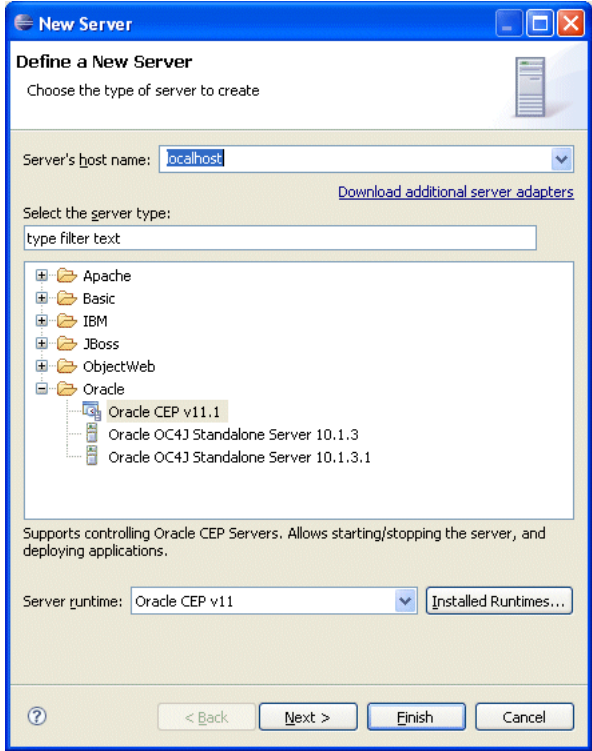 New Server
Define a New Server
Choose the type of server to create
Server's host name: localhost
Download additional server adapters
Select the server type:
type filter text
Apache
Basic
IBM
JBoss
ObjectWeb
Oracle
Oracle CEP v11.1
Oracle OC4J Standalone Server 10.1.3
Oracle OC4J Standalone Server 10.1.3.1
Supports controlling Oracle CEP Servers. Allows starting/stopping the server, and
deploying applications.
Server runtime: Oracle CEP v11 Installed Runtimes...
? < Back Next > Finish Cancel